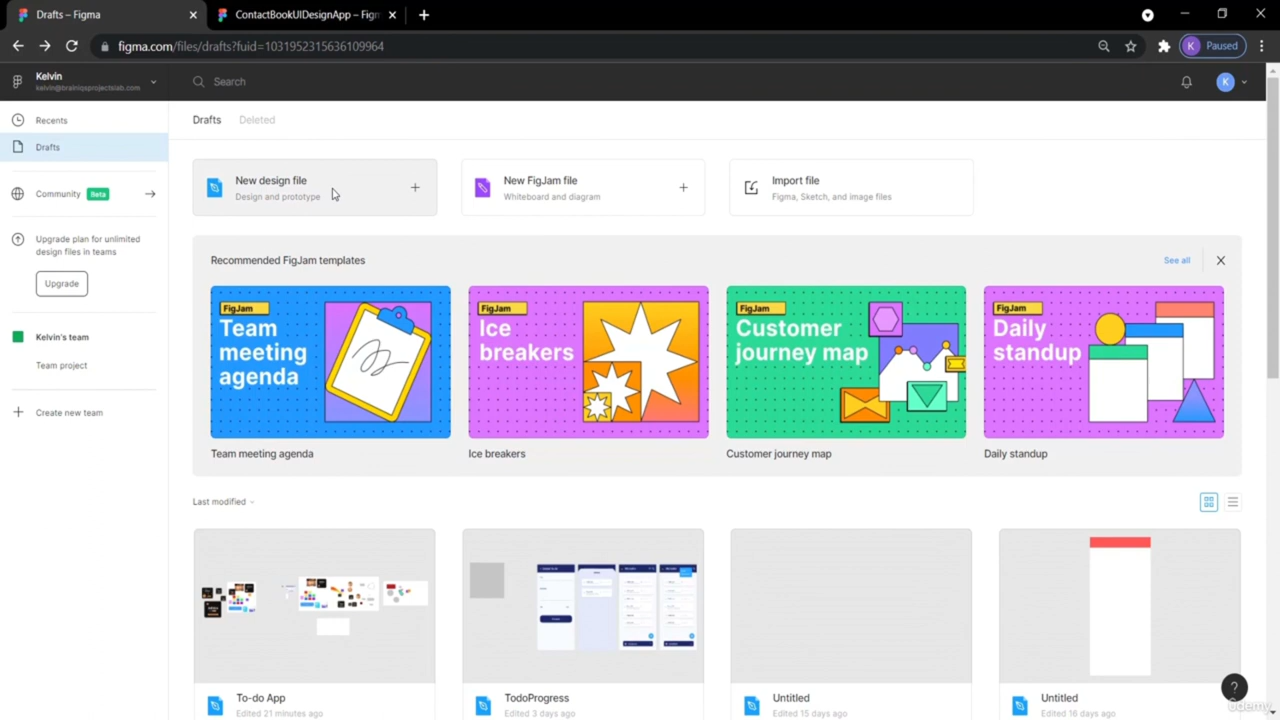 Drafts – Figma
ContactBookUIDesignApp – Fig
figma.com/files/drafts?fuid=1031952315636109964
K Paused
Kelvin
kelvin@brainiqsprojectslab.com
Search
K
Recents
Drafts
Community Beta
Upgrade plan for unlimited
design files in teams
Upgrade
Kelvin's team
Team project
Create new team
Drafts Deleted
New design file
Design and prototype
New FigJam file
Whiteboard and diagram
Import file
Figma, Sketch, and image files
Recommended FigJam templates
See all
FigJam
Team
meeting
agenda
FigJam
Ice
breakers
FigJam
Customer
journey map
FigJam
Daily
standup
Team meeting agenda
Ice breakers
Customer journey map
Daily standup
Last modified
To-do App
Edited 21 minutes ago
TodoProgress
Edited 3 days ago
Untitled
Edited 15 days ago
Untitled
Edited 16 days ago
?
udemy